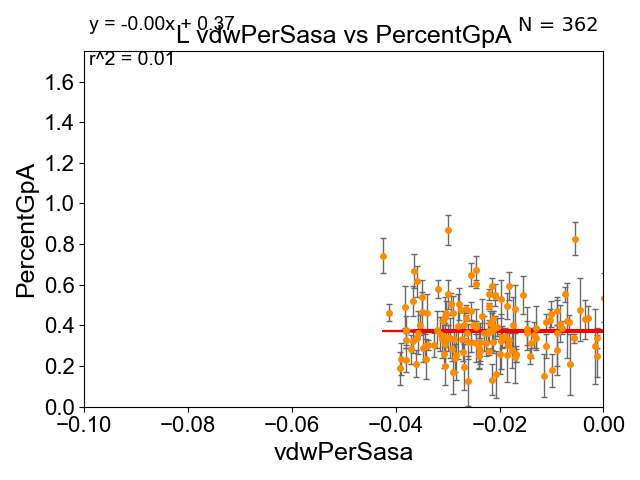 y = -0.00x + 0.37
L vdwPerSasa vs PercentGpA
N = 362
r^2 = 0.01
1.6
1.4
1.2
1.0
0.8
0.6
0.4
0.2
0.0
PercentGpA
−0.10 −0.08 −0.06 −0.04 −0.02 0.00
vdwPerSasa